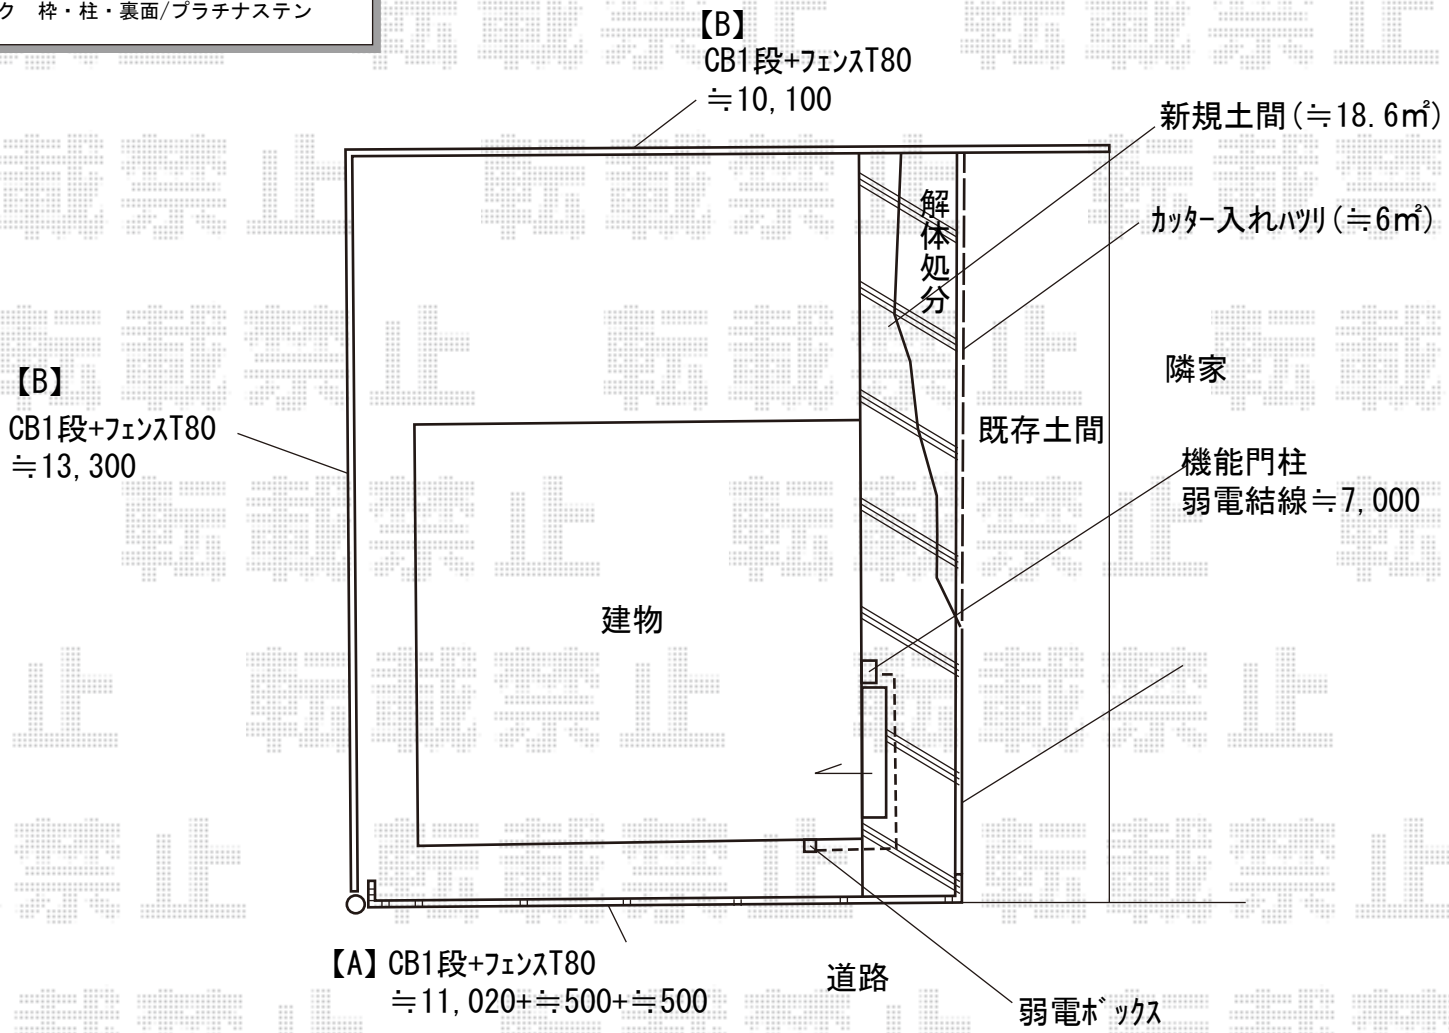 ク　枠・柱・裏面/プラチナステン
【B】
CB1段+ﾌｪﾝｽT80
≒10,100
新規土間(≒18.6㎡)
解体処分
ｶｯﾀｰ入れﾊﾂﾘ(≒6㎡)
隣家
【B】
CB1段+ﾌｪﾝｽT80
≒13,300
既存土間
機能門柱
弱電結線≒7,000
建物
【A】CB1段+ﾌｪﾝｽT80
≒11,020+≒500+≒500
道路
弱電ﾎﾞｯｸｽ
転載禁止